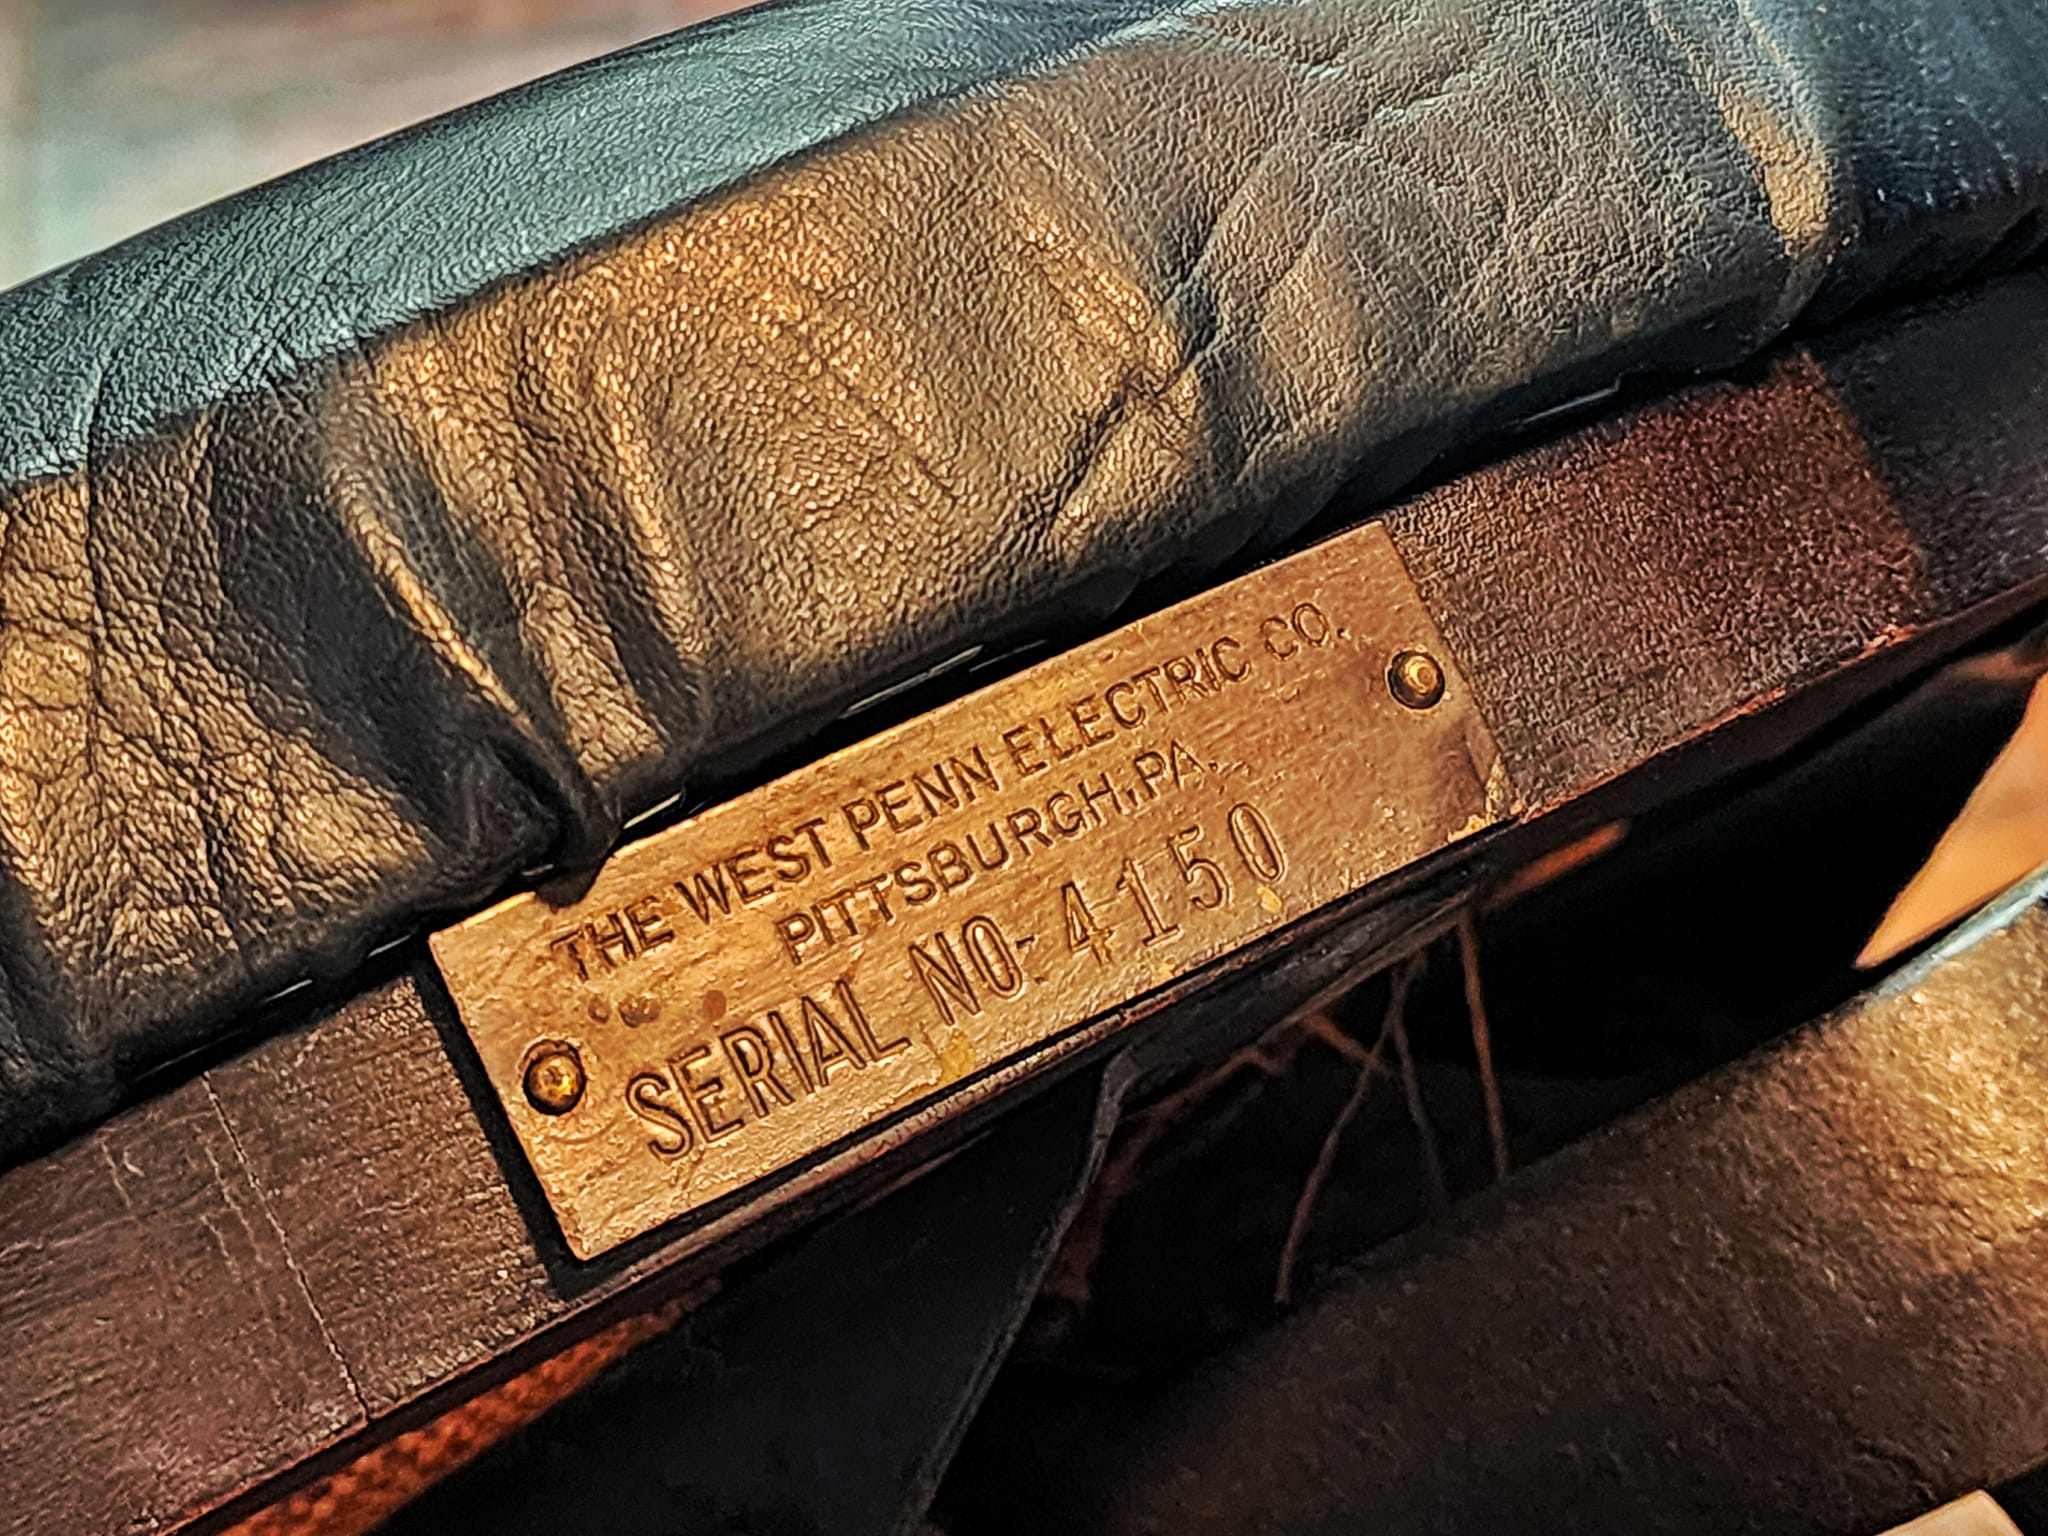 THE WEST PENN ELECTRIC CO.
PITTSBURGH, PA.
SERIAL NO. 4150